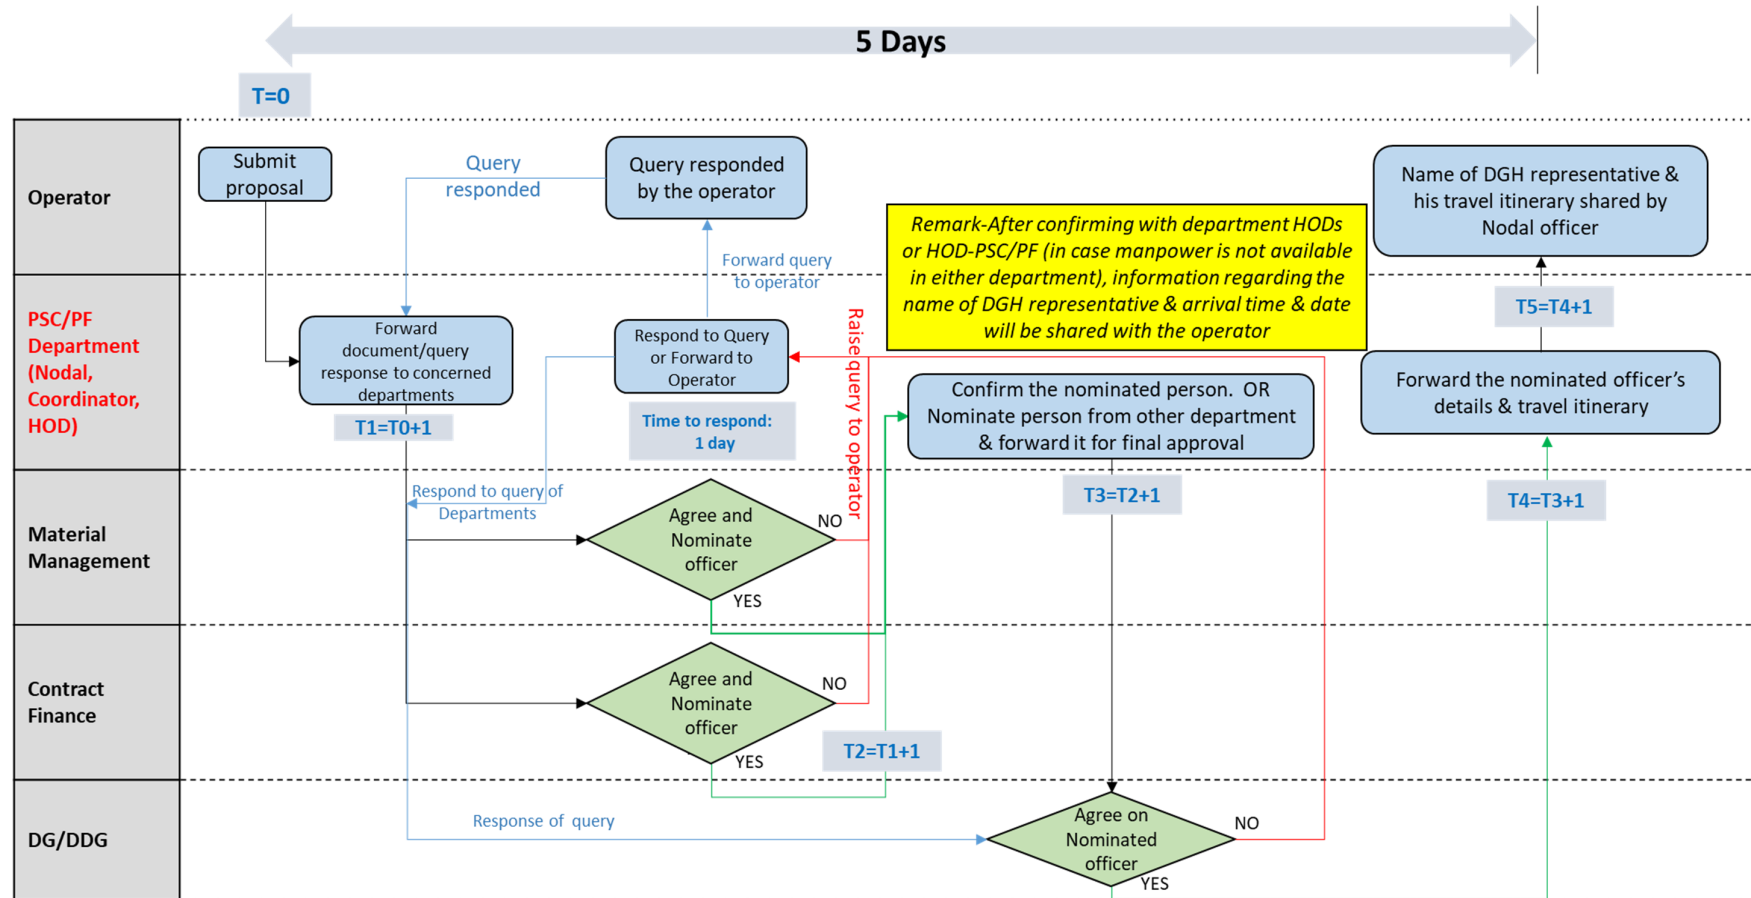 5 Days
T=0
Operator
Submit
proposal
Query
responded
Query responded
by the operator
Forward query
to operator
Remark-After confirming with department HODs
or HOD-PSC/PF (in case manpower is not available
in either department), information regarding the
name of DGH representative & arrival time & date
will be shared with the operator
Name of DGH representative &
his travel itinerary shared by
Nodal officer
T5=T4+1
PSC/PF
Department
(Nodal,
Coordinator,
HOD)
Forward
document/query
response to concerned
departments
T1=T0+1
Respond to Query
or Forward to
Operator
Time to respond:
1 day
Raise query to operator
Confirm the nominated person. OR
Nominate person from other department
& forward it for final approval
T3=T2+1
Forward the nominated officer’s
details & travel itinerary
T4=T3+1
Material
Management
Respond to query of
Departments
Agree and
Nominate
officer
NO
YES
Contract
Finance
Agree and
Nominate
officer
NO
YES
T2=T1+1
DG/DDG
Response of query
Agree on
Nominated
officer
NO
YES